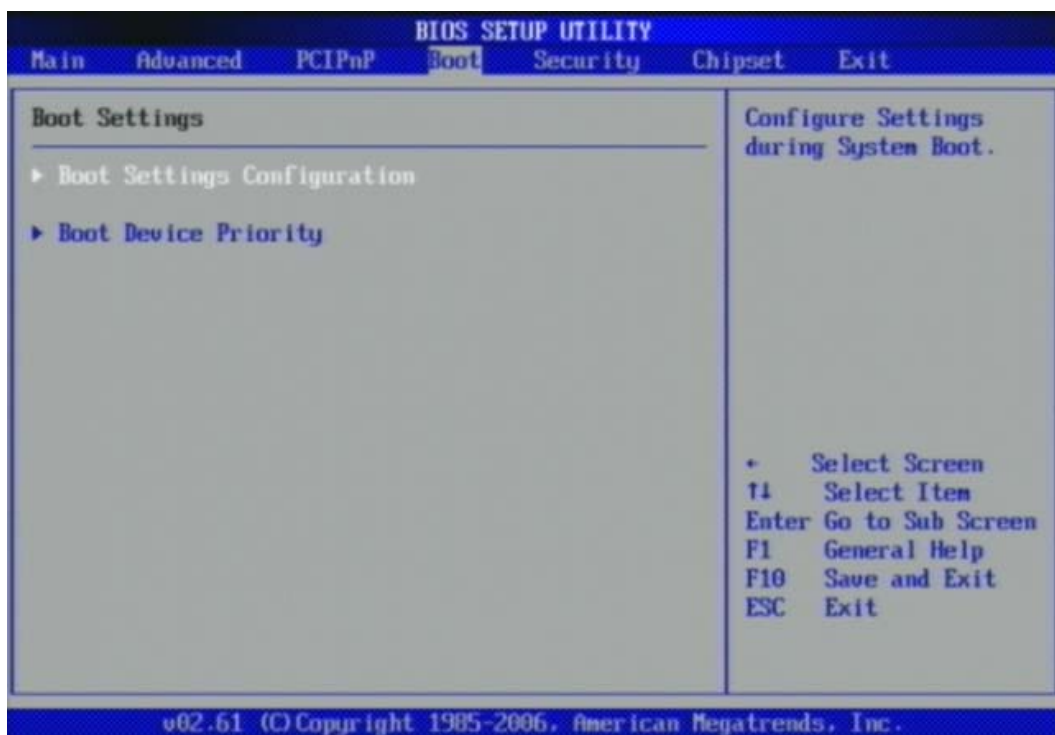 BIOS SETUP UTILITY
Main Advanced PCIPnP Boot Security Chipset Exit
Boot Settings
▶ Boot Settings Configuration
▶ Boot Device Priority
Configure Settings
during System Boot.
← Select Screen
↑↓ Select Item
Enter Go to Sub Screen
F1 General Help
F10 Save and Exit
ESC Exit
v02.61 (C)Copyright 1985-2006, American Megatrends, Inc.